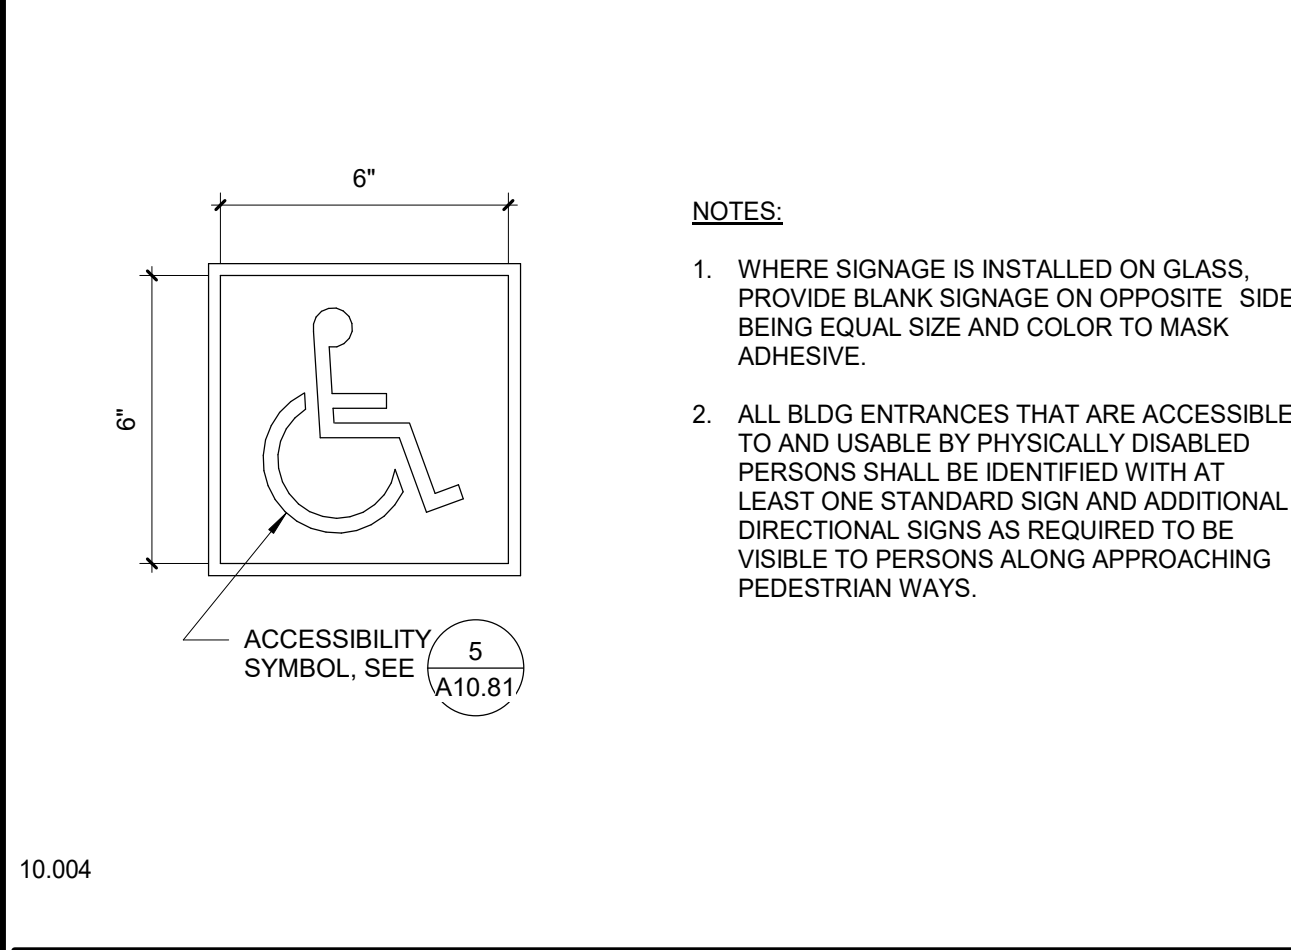 6"
NOTES:
1. WHERE SIGNAGE IS INSTALLED ON GLASS,
PROVIDE BLANK SIGNAGE ON OPPOSITE SIDE
BEING EQUAL SIZE AND COLOR TO MASK
ADHESIVE.
6"
2. ALL BLDG ENTRANCES THAT ARE ACCESSIBLE
TO AND USABLE BY PHYSICALLY DISABLED
PERSONS SHALL BE IDENTIFIED WITH AT
LEAST ONE STANDARD SIGN AND ADDITIONAL
DIRECTIONAL SIGNS AS REQUIRED TO BE
VISIBLE TO PERSONS ALONG APPROACHING
PEDESTRIAN WAYS.
ACCESSIBILITY
SYMBOL, SEE
5
A10.81
10.004